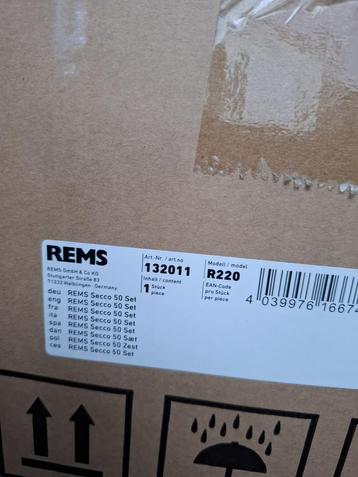 REMS
REMS GmbH & Co KG
Stuttgarter Straße 83
71332 Waiblingen · Germany
Art.-Nr. / art.no
132011
Inhalt / content
1 Stück
piece
Modell / model
R220
EAN-Code
pro Stück
per piece
4 039976 16674
deu REMS Secco 50 Set
eng REMS Secco 50 Set
fra REMS Secco 50 Set
ita REMS Secco 50 Set
spa REMS Secco 50 Set
dan REMS Secco 50 Sæt
pol REMS Secco 50 Zest
ces REMS Secco 50 Set